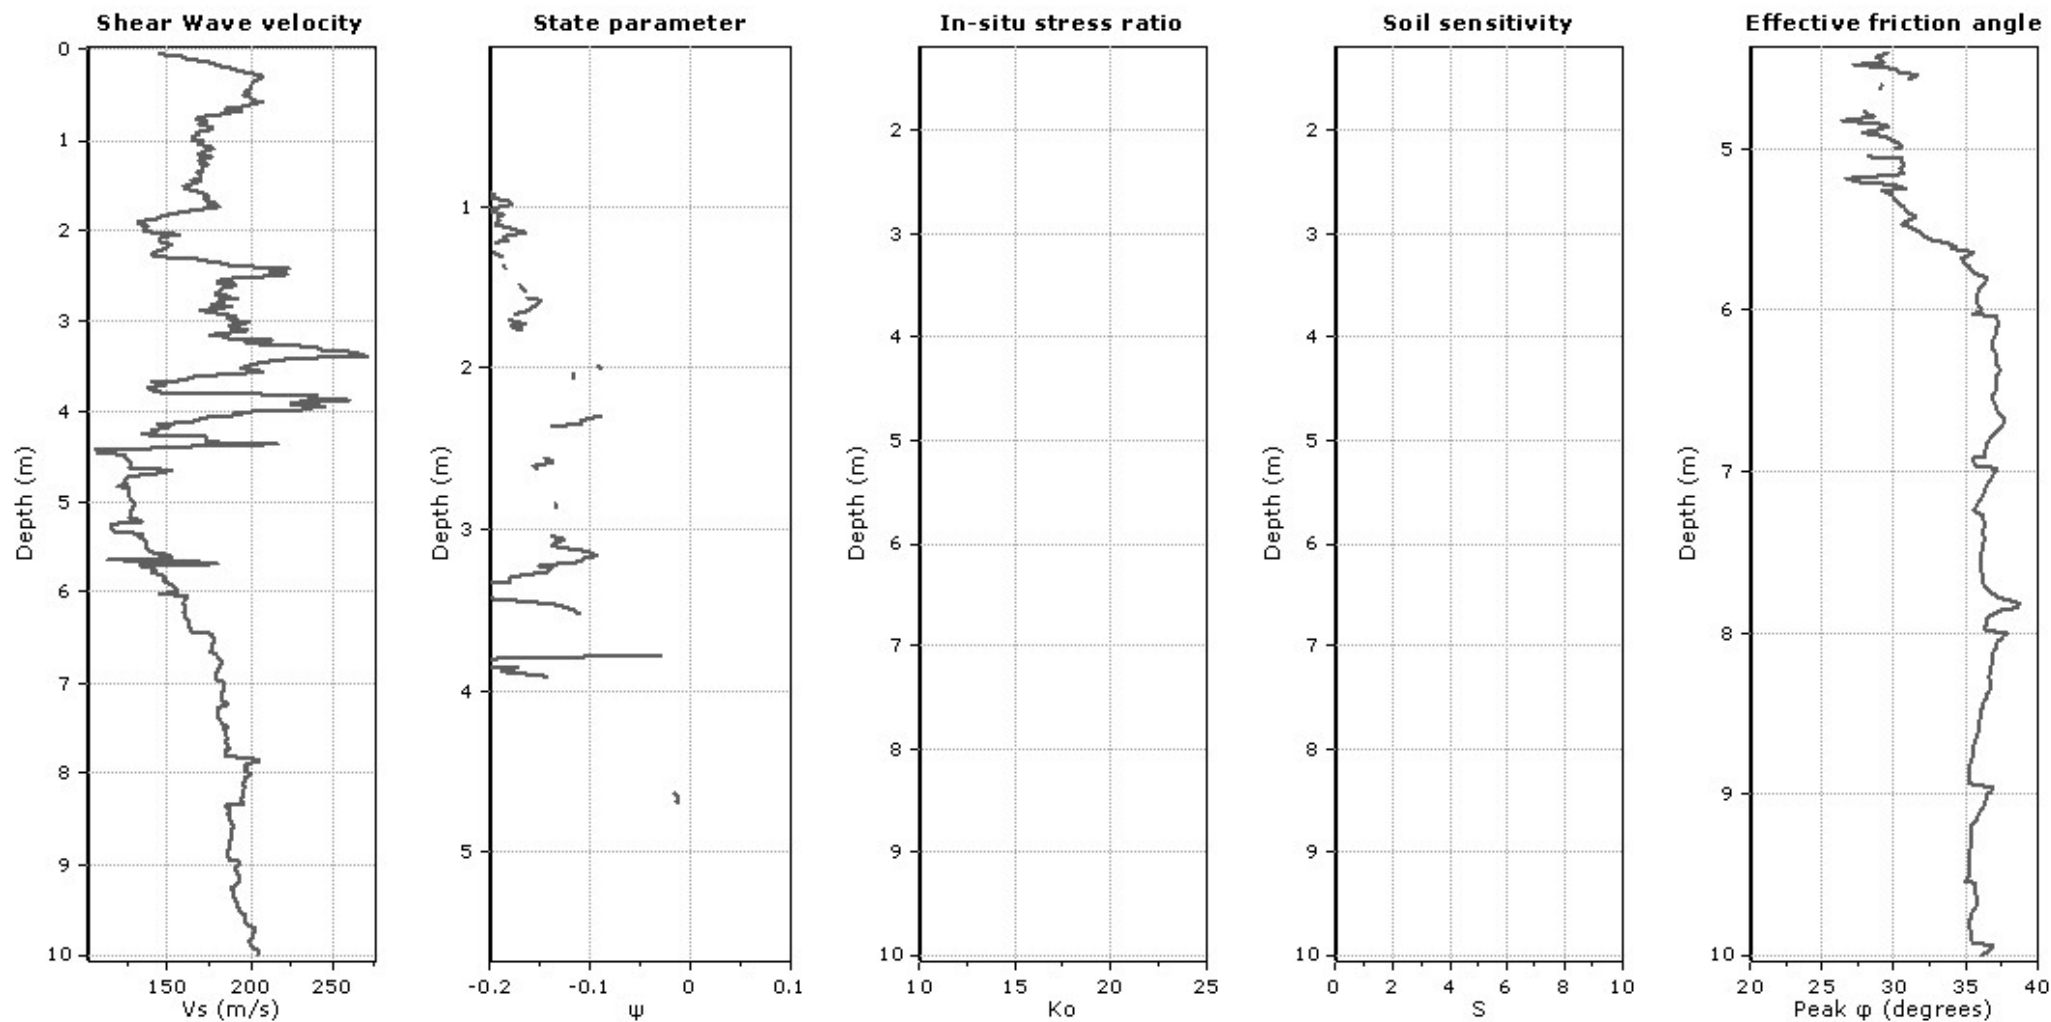 Shear Wave velocity
0
1
2
3
4
5
6
7
8
9
10
Depth (m)
150 200 250
Vs (m/s)
State parameter
1
2
3
4
5
Depth (m)
-0.2 -0.1 0 0.1
ψ
In-situ stress ratio
2
3
4
5
6
7
8
9
10
Depth (m)
10 15 20 25
Ko
Soil sensitivity
2
3
4
5
6
7
8
9
10
Depth (m)
0 2 4 6 8 10
S
Effective friction angle
5
6
7
8
9
10
Depth (m)
20 25 30 35 40
Peak φ (degrees)